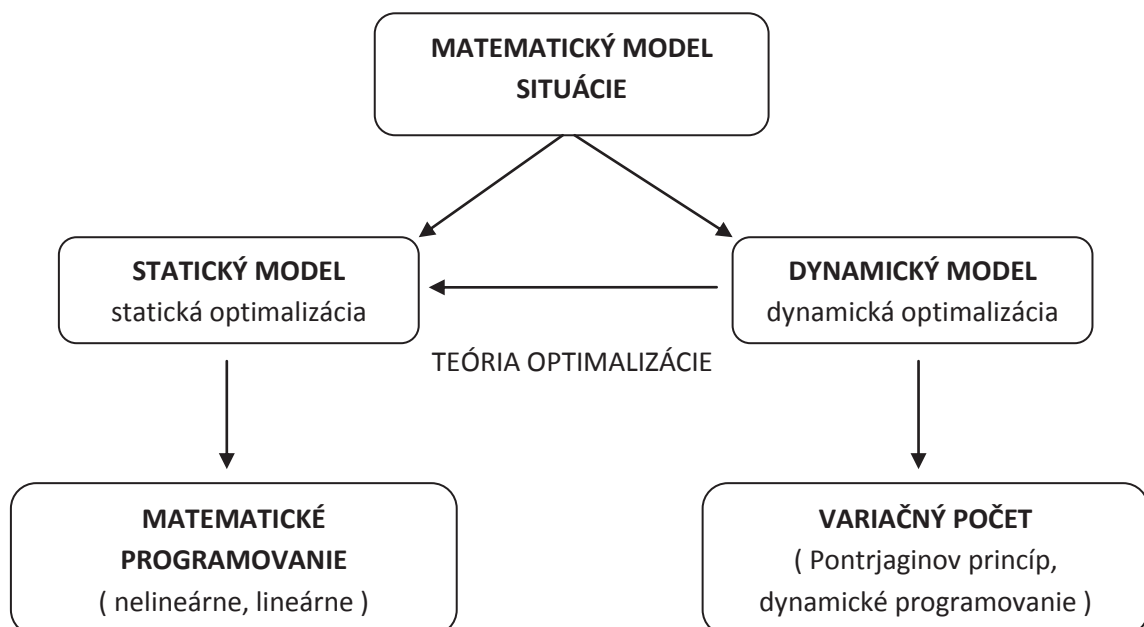 MATEMATICKÝ MODEL
SITUÁCIE
STATICKÝ MODEL
statická optimalizácia
DYNAMICKÝ MODEL
dynamická optimalizácia
TEÓRIA OPTIMALIZÁCIE
MATEMATICKÉ
PROGRAMOVANIE
( nelineárne, lineárne )
VARIAČNÝ POČET
( Pontrjaginov princíp,
dynamické programovanie )